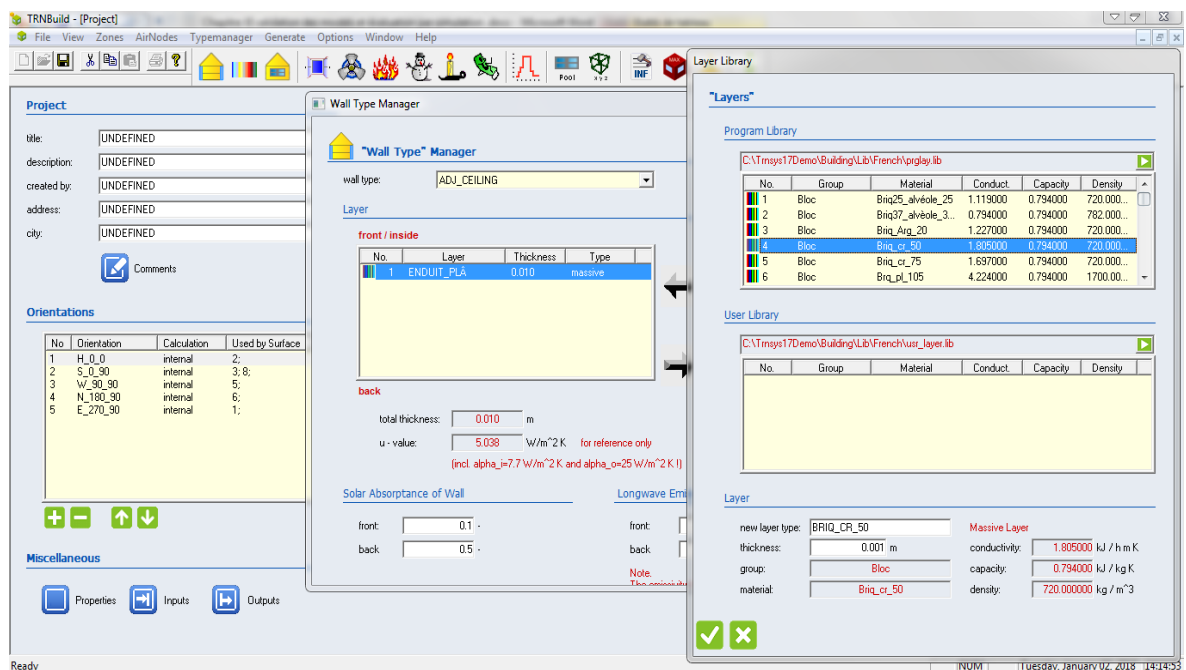 TRNBuild - [Project]
File View Zones AirNodes Typemanager Generate Options Window Help
Pool
x y z
INF
MAX
Project
title: UNDEFINED
description: UNDEFINED
created by: UNDEFINED
address: UNDEFINED
city: UNDEFINED
Comments
Orientations
No Orientation Calculation Used by Surface
1 H_0_0 internal 2;
2 S_0_90 internal 3; 8;
3 W_90_90 internal 5;
4 N_180_90 internal 6;
5 E_270_90 internal 1;
Miscellaneous
Properties Inputs Outputs
Ready
NUM Tuesday, January 02, 2018 14:14:53
Wall Type Manager
"Wall Type" Manager
wall type: ADJ_CEILING
Layer
front / inside
No. Layer Thickness Type
1 ENDUIT_PLÂ 0.010 massive
back
total thickness: 0.010 m
u - value: 5.038 W/m^2 K for reference only
(incl. alpha_i=7.7 W/m^2 K and alpha_o=25 W/m^2 K !)
Solar Absorptance of Wall
Longwave Emi
front: 0.1 -
front:
back 0.5 -
back
Note.
Layer Library
"Layers"
Program Library
C:\Trnsys17Demo\Building\Lib\French\prglay.lib
No. Group Material Conduct. Capacity Density
1 Bloc Briq25_alvéole_25 1.119000 0.794000 720.000...
2 Bloc Briq37_alvèole_3... 0.794000 0.794000 782.000...
3 Bloc Briq_Arg_20 1.227000 0.794000 720.000...
4 Bloc Briq_cr_50 1.805000 0.794000 720.000...
5 Bloc Briq_cr_75 1.697000 0.794000 720.000...
6 Bloc Brq_pl_105 4.224000 0.794000 1700.00...
User Library
C:\Trnsys17Demo\Building\Lib\French\usr_layer.lib
No. Group Material Conduct. Capacity Density
Layer
new layer type: BRIQ_CR_50 Massive Layer
thickness: 0.001 m conductivity: 1.805000 kJ / h m K
group: Bloc capacity: 0.794000 kJ / kg K
material: Briq_cr_50 density: 720.000000 kg / m^3